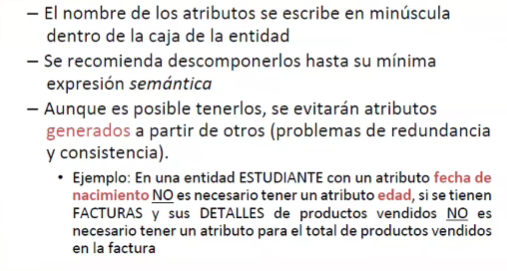 – El nombre de los atributos se escribe en minúscula
dentro de la caja de la entidad
– Se recomienda descomponerlos hasta su mínima
expresión semántica
– Aunque es posible tenerlos, se evitarán atributos
generados a partir de otros (problemas de redundancia
y consistencia).
• Ejemplo: En una entidad ESTUDIANTE con un atributo fecha de
nacimiento NO es necesario tener un atributo edad, si se tienen
FACTURAS y sus DETALLES de productos vendidos NO es
necesario tener un atributo para el total de productos vendidos
en la factura